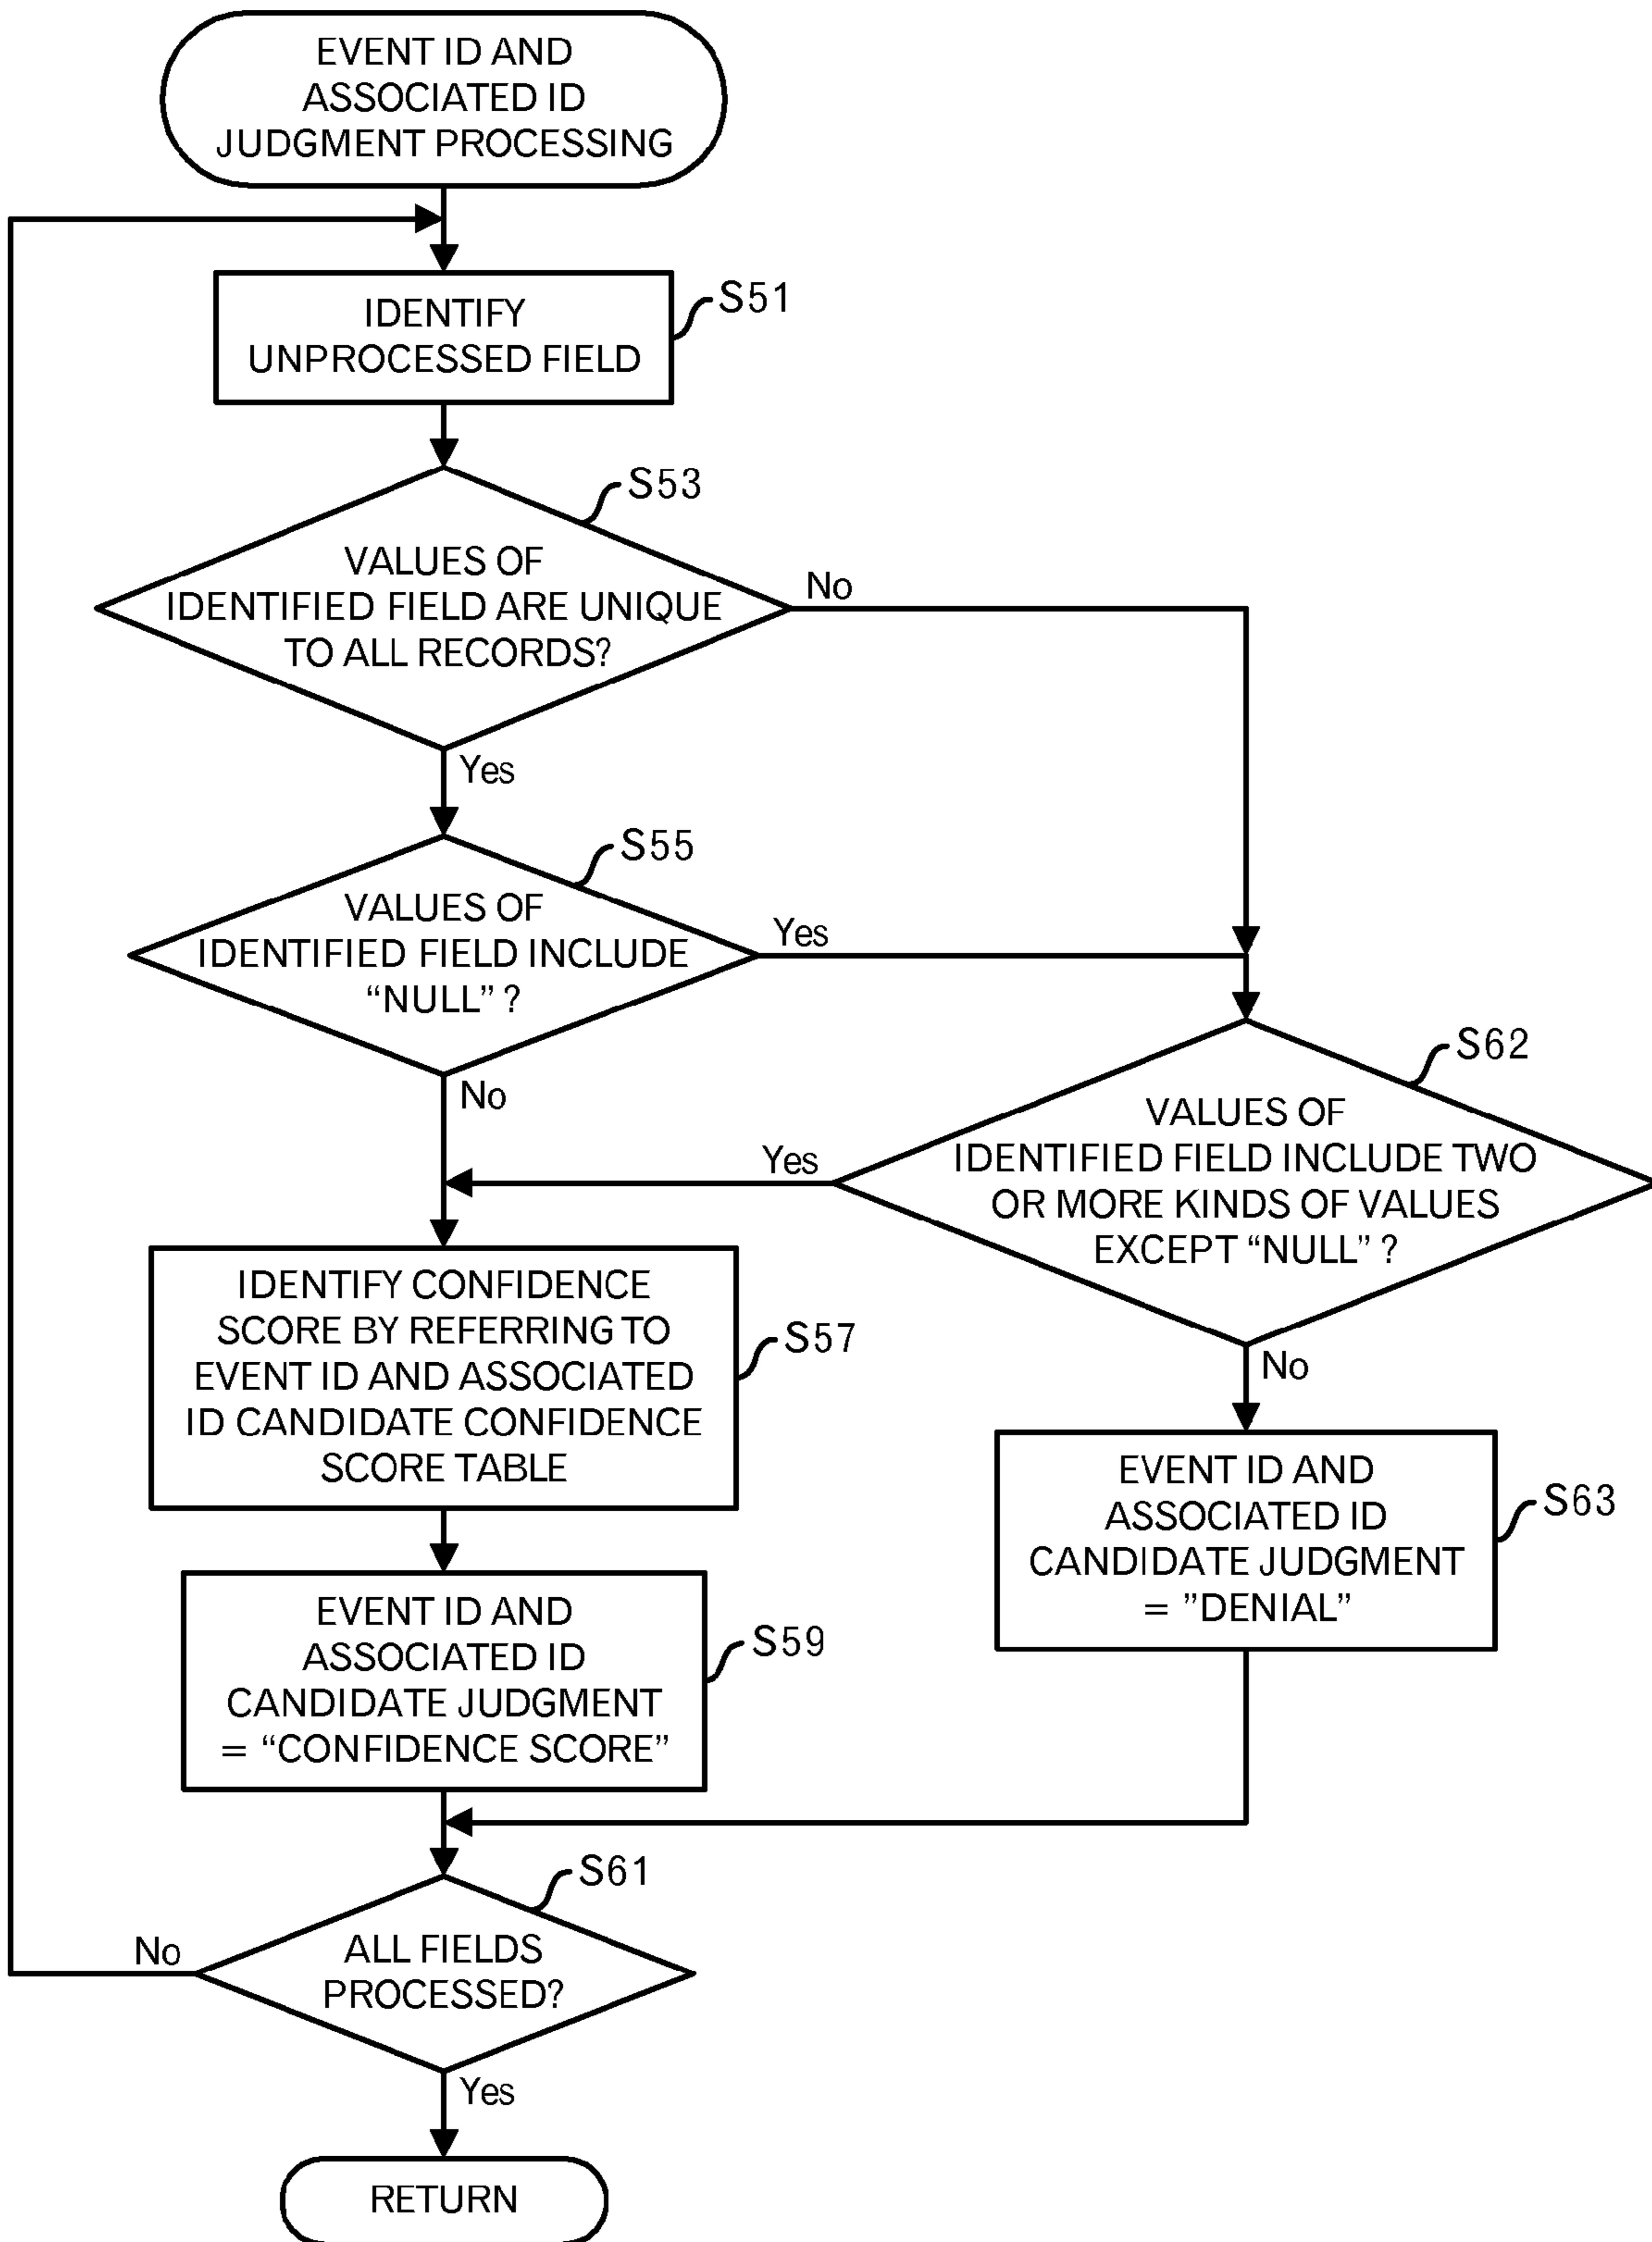 EVENT ID AND
ASSOCIATED ID
JUDGMENT PROCESSING
IDENTIFY
UNPROCESSED FIELD
S51
S53
VALUES OF
IDENTIFIED FIELD ARE UNIQUE
TO ALL RECORDS?
No
Yes
S55
VALUES OF
IDENTIFIED FIELD INCLUDE
“NULL” ?
Yes
No
S62
VALUES OF
IDENTIFIED FIELD INCLUDE TWO
OR MORE KINDS OF VALUES
EXCEPT “NULL” ?
Yes
No
IDENTIFY CONFIDENCE
SCORE BY REFERRING TO
EVENT ID AND ASSOCIATED
ID CANDIDATE CONFIDENCE
SCORE TABLE
S57
EVENT ID AND
ASSOCIATED ID
CANDIDATE JUDGMENT
= ”DENIAL”
S63
EVENT ID AND
ASSOCIATED ID
CANDIDATE JUDGMENT
= “CONFIDENCE SCORE”
S59
S61
ALL FIELDS
PROCESSED?
No
Yes
RETURN